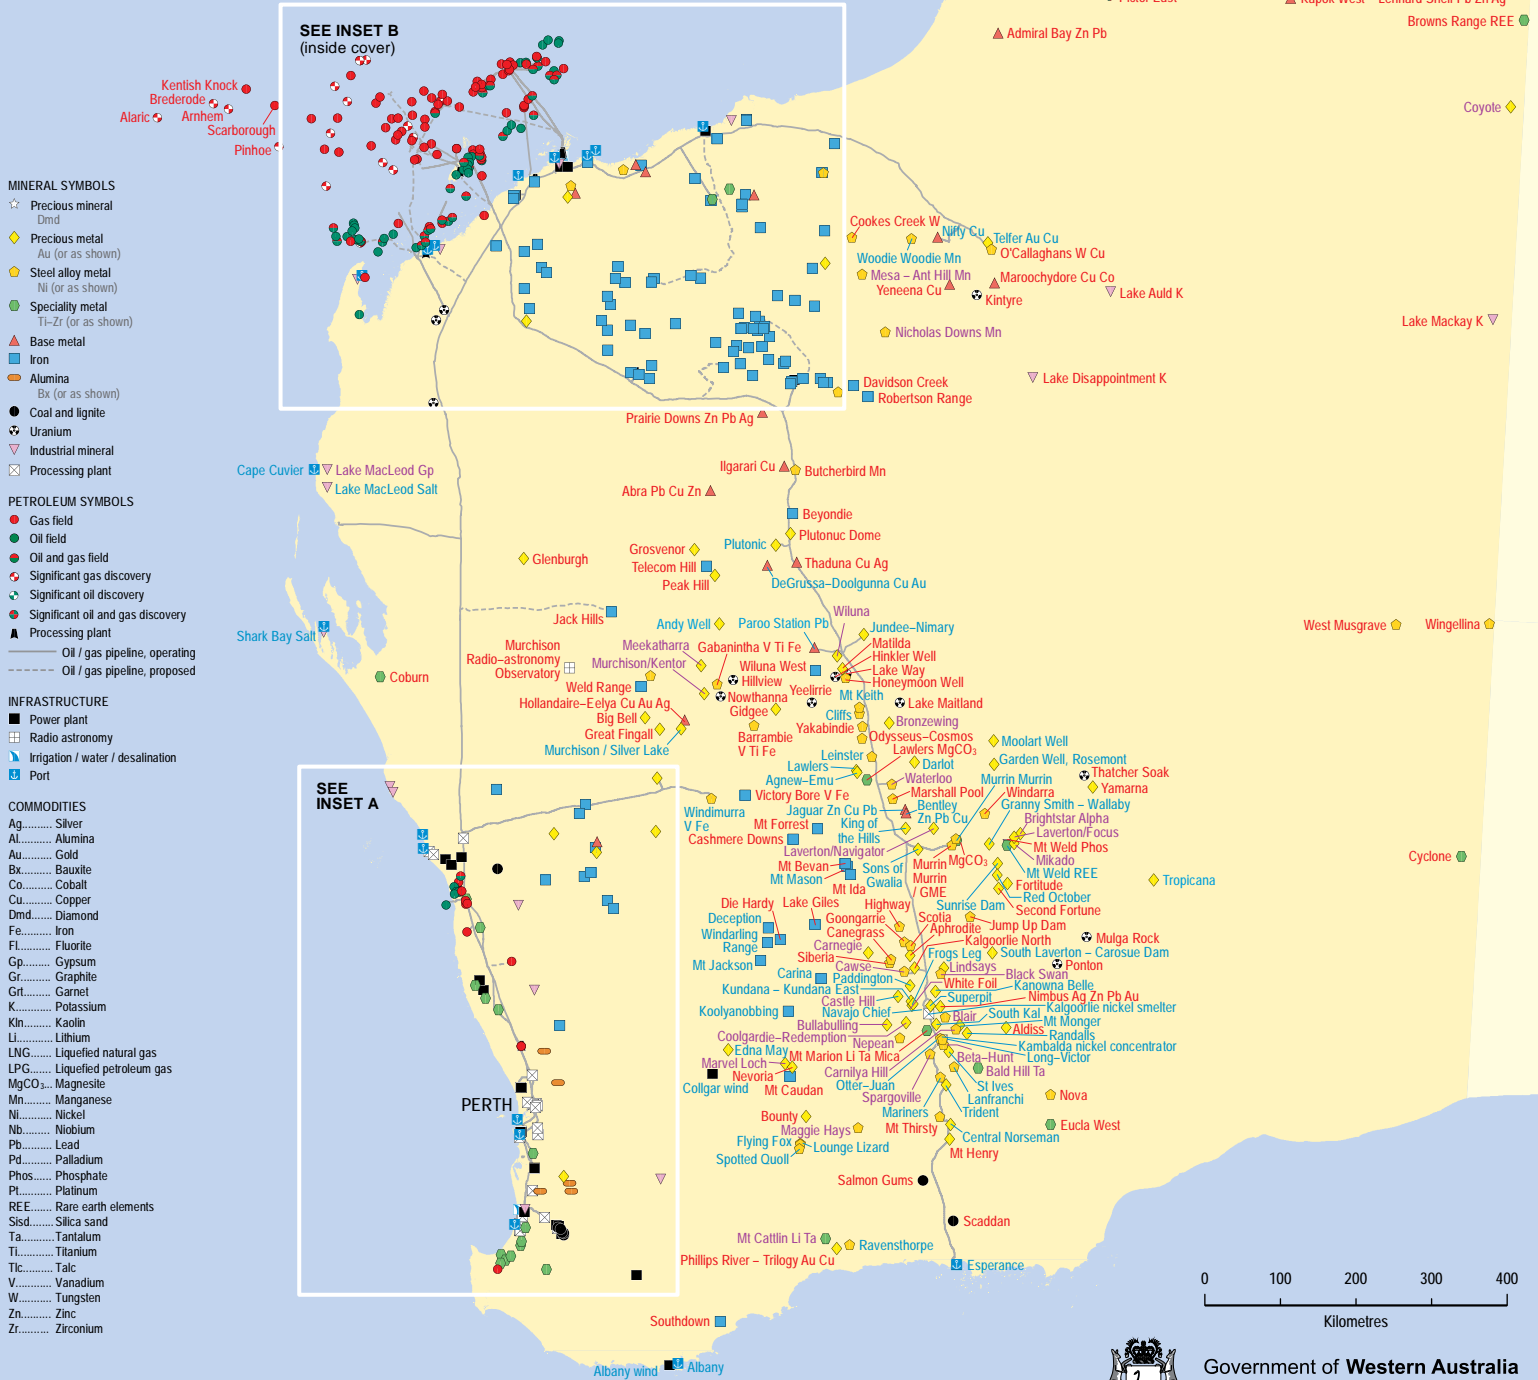 Kapok West – Lennard Shelf Pb Zn Ag
Browns Range REE
Admiral Bay Zn Pb
Coyote
SEE INSET B
(inside cover)
Kentish Knock
Brederode
Alaric
Arnhem
Scarborough
Pinhoe
MINERAL SYMBOLS
Precious mineral
Dmd
Precious metal
Au (or as shown)
Steel alloy metal
Ni (or as shown)
Speciality metal
Ti–Zr (or as shown)
Base metal
Iron
Alumina
Bx (or as shown)
Coal and lignite
Uranium
Industrial mineral
Processing plant
PETROLEUM SYMBOLS
Gas field
Oil field
Oil and gas field
Significant gas discovery
Significant oil discovery
Significant oil and gas discovery
Processing plant
Oil / gas pipeline, operating
Oil / gas pipeline, proposed
INFRASTRUCTURE
Power plant
Radio astronomy
Irrigation / water / desalination
Port
COMMODITIES
Ag.......... Silver
Al........... Alumina
Au.......... Gold
Bx.......... Bauxite
Co.......... Cobalt
Cu.......... Copper
Dmd....... Diamond
Fe........... Iron
Fl........... Fluorite
Gp.......... Gypsum
Gr........... Graphite
Grt.......... Garnet
K............ Potassium
Kln.......... Kaolin
Li............ Lithium
LNG....... Liquefied natural gas
LPG....... Liquefied petroleum gas
MgCO₃... Magnesite
Mn......... Manganese
Ni........... Nickel
Nb.......... Niobium
Pb.......... Lead
Pd.......... Palladium
Phos...... Phosphate
Pt........... Platinum
REE....... Rare earth elements
Sisd........ Silica sand
Ta........... Tantalum
Ti............ Titanium
Tlc.......... Talc
V............ Vanadium
W........... Tungsten
Zn.......... Zinc
Zr.......... Zirconium
Cookes Creek W
Nifty Cu
Telfer Au Cu
O'Callaghans W Cu
Woodie Woodie Mn
Mesa – Ant Hill Mn
Yeneena Cu
Maroochydore Cu Co
Kintyre
Lake Auld K
Lake Mackay K
Nicholas Downs Mn
Lake Disappointment K
Davidson Creek
Robertson Range
Prairie Downs Zn Pb Ag
Cape Cuvier
Lake MacLeod Gp
Lake MacLeod Salt
Ilgarari Cu
Butcherbird Mn
Abra Pb Cu Zn
Beyondie
Plutonuc Dome
Plutonic
Grosvenor
Glenburgh
Telecom Hill
Peak Hill
Thaduna Cu Ag
DeGrussa–Doolgunna Cu Au
Jack Hills
Shark Bay Salt
Coburn
Andy Well
Paroo Station Pb
Wiluna
Jundee–Nimary
Matilda
Hinkler Well
Lake Way
Honeymoon Well
West Musgrave
Wingellina
Murchison
Radio–astronomy
Observatory
Meekatharra
Gabanintha V Ti Fe
Murchison/Kentor
Wiluna West
Hillview
Weld Range
Nowthanna
Yeelirrie
Mt Keith
Lake Maitland
Hollandaire–Eelya Cu Au Ag
Gidgee
Big Bell
Great Fingall
Murchison / Silver Lake
Barrambie
V Ti Fe
Cliffs
Bronzewing
Yakabindie
Odysseus–Cosmos
Leinster
Lawlers MgCO₃
Lawlers
Darlot
Agnew–Emu
Waterloo
Moolart Well
Garden Well, Rosemont
Thatcher Soak
Yamarna
Murrin Murrin
Windarra
Marshall Pool
Granny Smith – Wallaby
SEE
INSET A
Windimurra
V Fe
Victory Bore V Fe
Jaguar Zn Cu Pb
Bentley
Zn Pb Cu
Brightstar Alpha
Laverton/Focus
Mt Weld Phos
Mikado
Mt Weld REE
Mt Forrest
King of
the Hills
Cashmere Downs
Laverton/Navigator
Mt Bevan
Mt Mason
Mt Ida
Sons of
Gwalia
Murrin
Murrin
GME
MgCO₃
Fortitude
Red October
Second Fortune
Sunrise Dam
Tropicana
Cyclone
Die Hardy
Lake Giles
Highway
Deception
Windarling
Range
Goongarrie
Canegrass
Scotia
Aphrodite
Jump Up Dam
Kalgoorlie North
Mulga Rock
Carnegie
Siberia
Frogs Leg
South Laverton – Carosue Dam
Mt Jackson
Cawse
Lindsays
Ponton
Carina
Paddington
Black Swan
White Foil
Kanowna Belle
Kundana – Kundana East
Superpit
Nimbus Ag Zn Pb Au
Castle Hill
Kalgoorlie nickel smelter
Koolyanobbing
Navajo Chief
Blair
South Kal
Mt Monger
Bullabulling
Aldiss
Randalls
Coolgardie–Redemption
Nepean
Kambalda nickel concentrator
Edna May
Mt Marion Li Ta Mica
Beta–Hunt
Long–Victor
Marvel Loch
Nevoria
Carnilya Hill
Bald Hill Ta
Collgar wind
Mt Caudan
Otter–Juan
St Ives
Spargoville
Lanfranchi
Nova
Mariners
Trident
Bounty
Maggie Hays
Mt Thirsty
Central Norseman
Eucla West
Flying Fox
Lounge Lizard
Mt Henry
Spotted Quoll
PERTH
Salmon Gums
Scaddan
Mt Cattlin Li Ta
Ravensthorpe
Phillips River – Trilogy Au Cu
Esperance
Southdown
Albany wind
Albany
0 100 200 300 400
Kilometres
Government of Western Australia